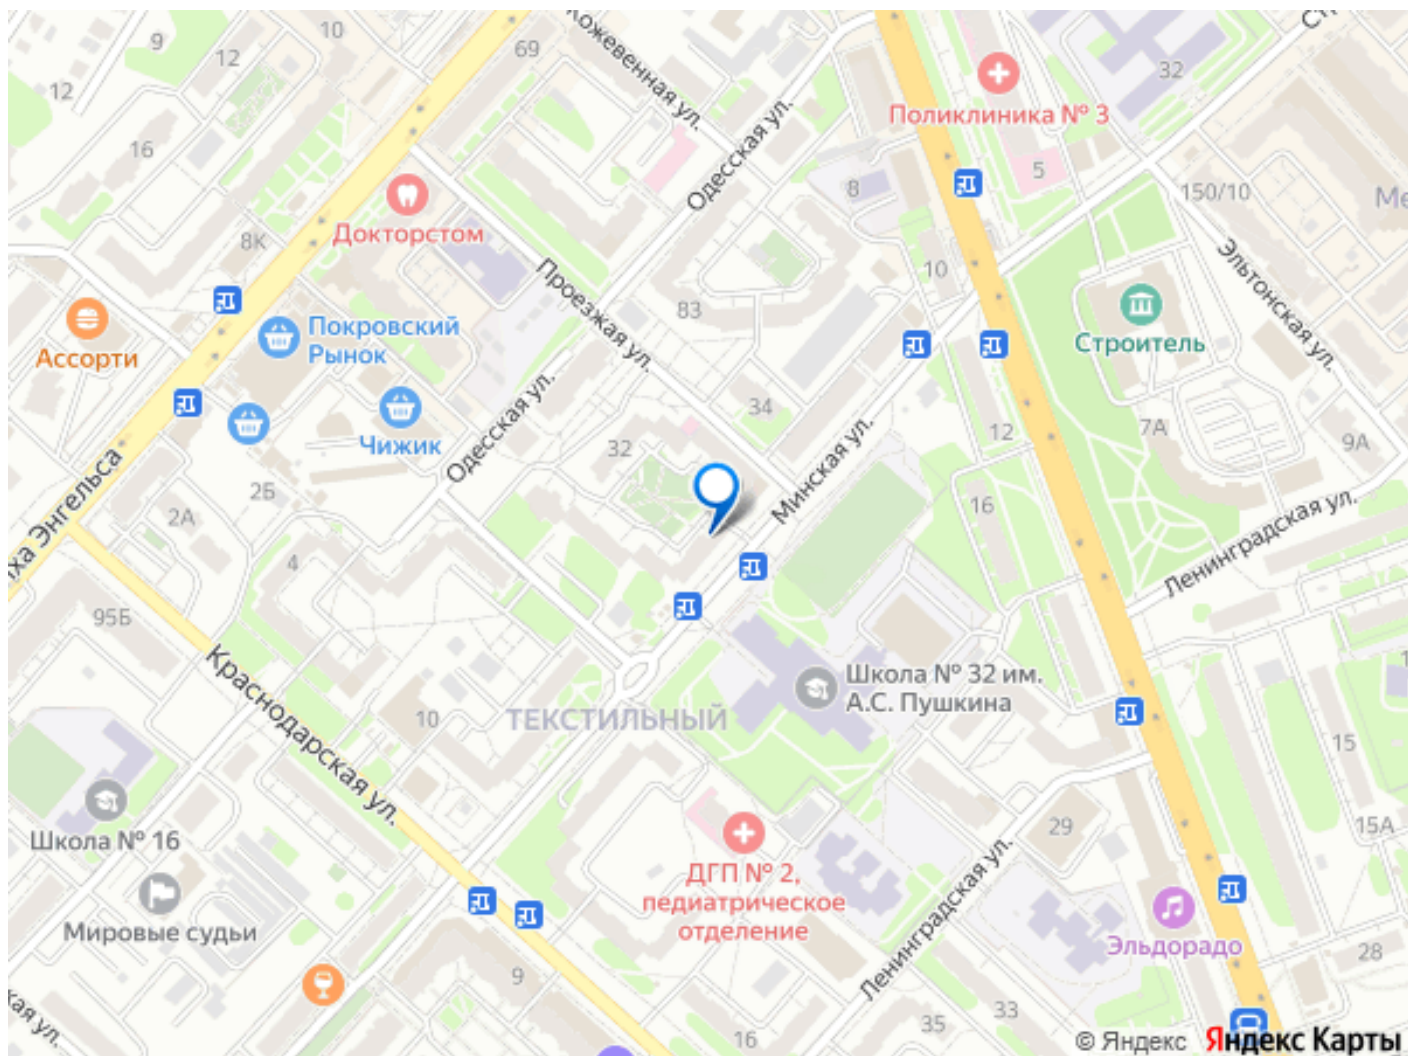 10
9
12
12
69
Кожевенная ул.
32
Поликлиника № 3
16
Одесская ул.
5
8
150/10
8К
Докторстом
Проезжая ул.
10
Эльтонская ул.
83
Покровский
Рынок
Ассорти
Строитель
34
Чижик
Одесская ул.
32
Минская ул.
12
7А
9А
2Б
2А
16
Ленинградская ул.
4
95Б
Краснодарская ул.
Школа № 32 им.
А.С. Пушкина
ТЕКСТИЛЬНЫЙ
10
15
Школа № 16
29
15А
ДГП № 2,
педиатрическое
отделение
Ленинградская ул.
Мировые судьи
Эльдорадо
28
9
33
35
16
© Яндекс Яндекс Карты